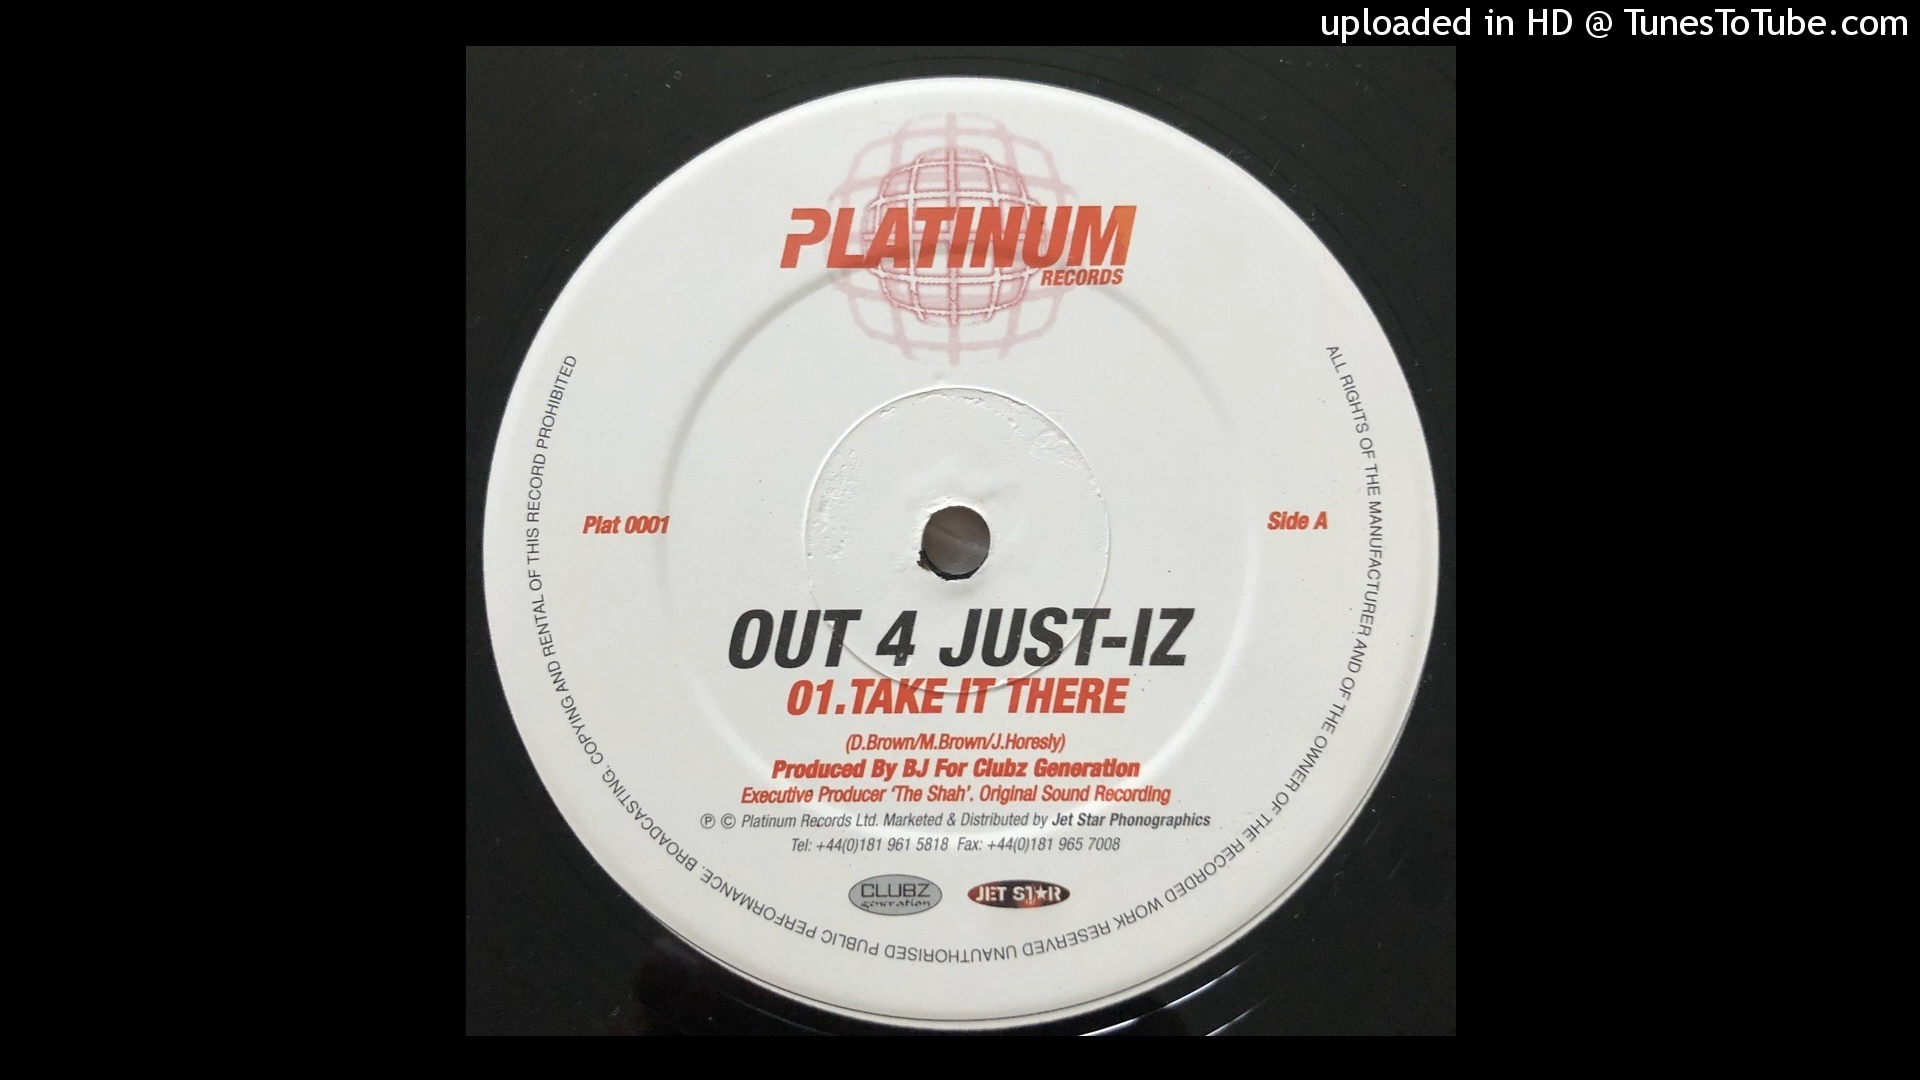 uploaded in HD @ TunesToTube.com
PLATINUM
RECORDS
ALL RIGHTS OF THE MANUFACTURER AND OF THE OWNER OF THE RECORDED WORK RESERVED UNAUTHORISED PUBLIC PERFORMANCE. BROADCASTING. COPYING AND RENTAL OF THIS RECORD PROHIBITED
Plat 0001
Side A
OUT 4 JUST-IZ
01.TAKE IT THERE
(D.Brown/M.Brown/J.Horesly)
Produced By BJ For Clubz Generation
Executive Producer ‘The Shah’. Original Sound Recording
℗ © Platinum Records Ltd. Marketed & Distributed by Jet Star Phonographics
Tel: +44(0)181 961 5818 Fax: +44(0)181 965 7008
CLUBZ
generation
JET ST★R